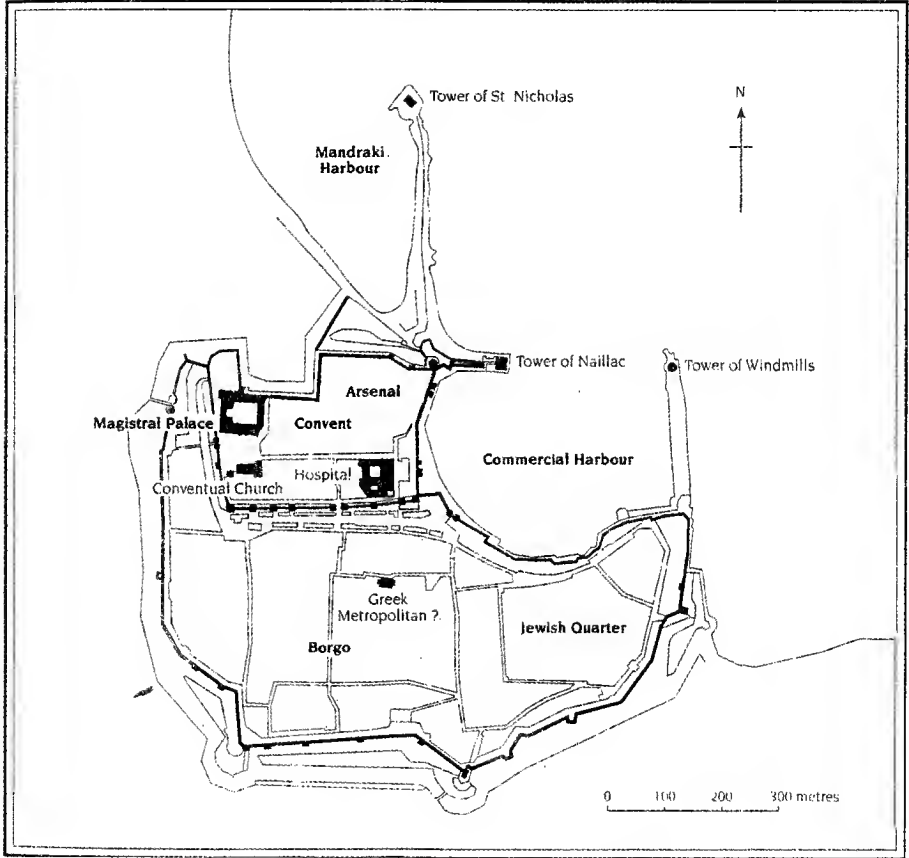 Tower of St Nicholas
N
Mandraki
Harbour
Tower of Naillac
Tower of Windmills
Arsenal
Magistral Palace
Convent
Commercial Harbour
Hospital
Conventual Church
Greek
Metropolitan ?
Jewish Quarter
Borgo
0 100 200 300 metres